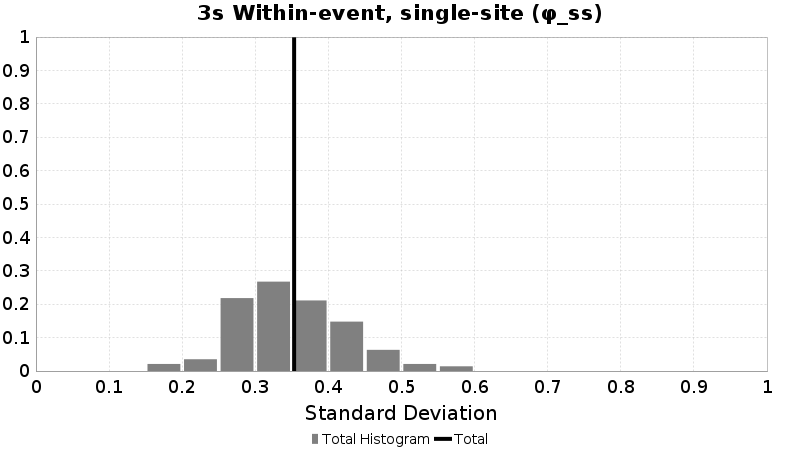 3s Within-event, single-site (φ_ss)
1
0.9
0.8
0.7
0.6
0.5
0.4
0.3
0.2
0.1
0
0 0.1 0.2 0.3 0.4 0.5 0.6 0.7 0.8 0.9 1
Standard Deviation
Total Histogram Total